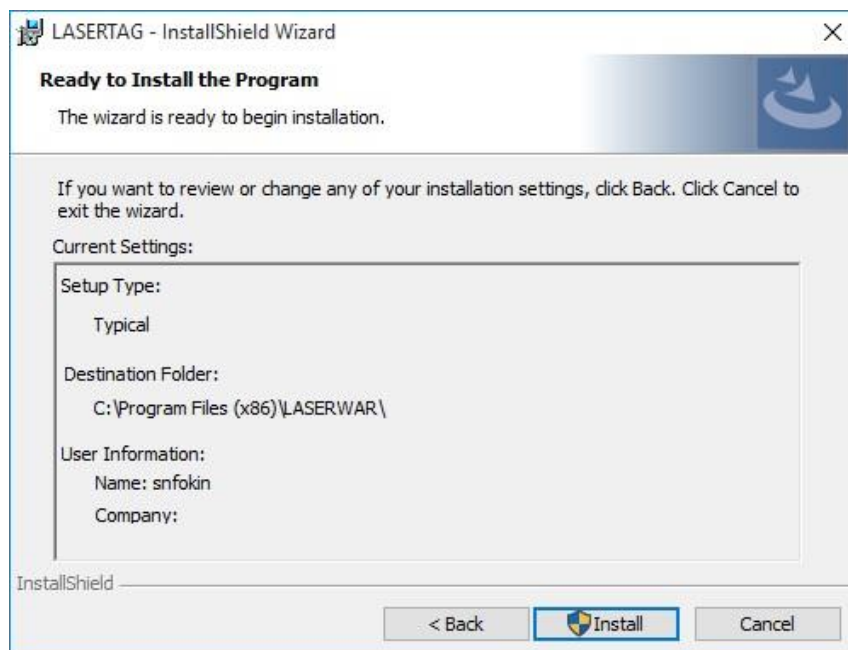 LASERTAG - InstallShield Wizard
Ready to Install the Program
The wizard is ready to begin installation.
If you want to review or change any of your installation settings, click Back. Click Cancel to
exit the wizard.
Current Settings:
Setup Type:
Typical
Destination Folder:
C:\Program Files (x86)\LASERWAR\
User Information:
Name: snfokin
Company:
InstallShield
< Back
Install
Cancel